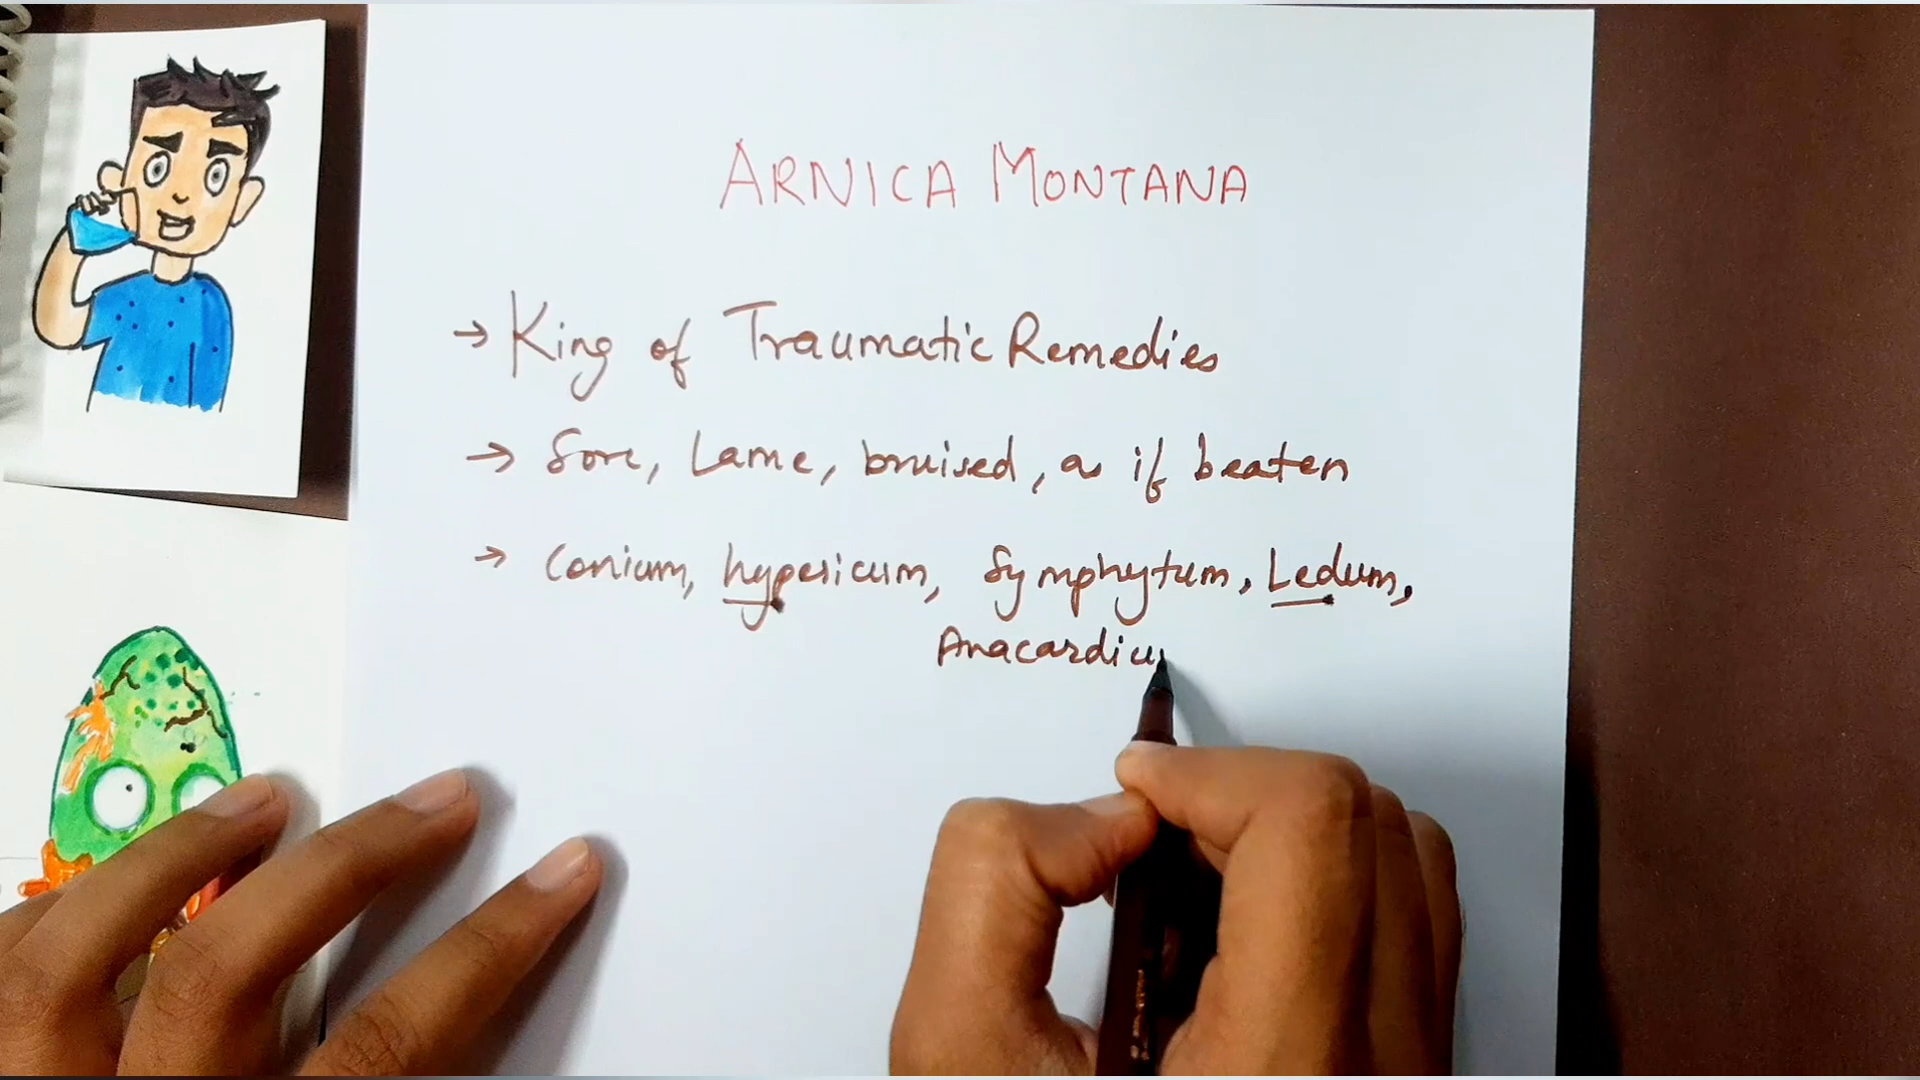 ARNICA MONTANA
→ King of Traumatic Remedies
→ Sore, Lame, bruised, as if beaten
→ Conium, hypericum, Symphytum, Ledum,
Anacardiu